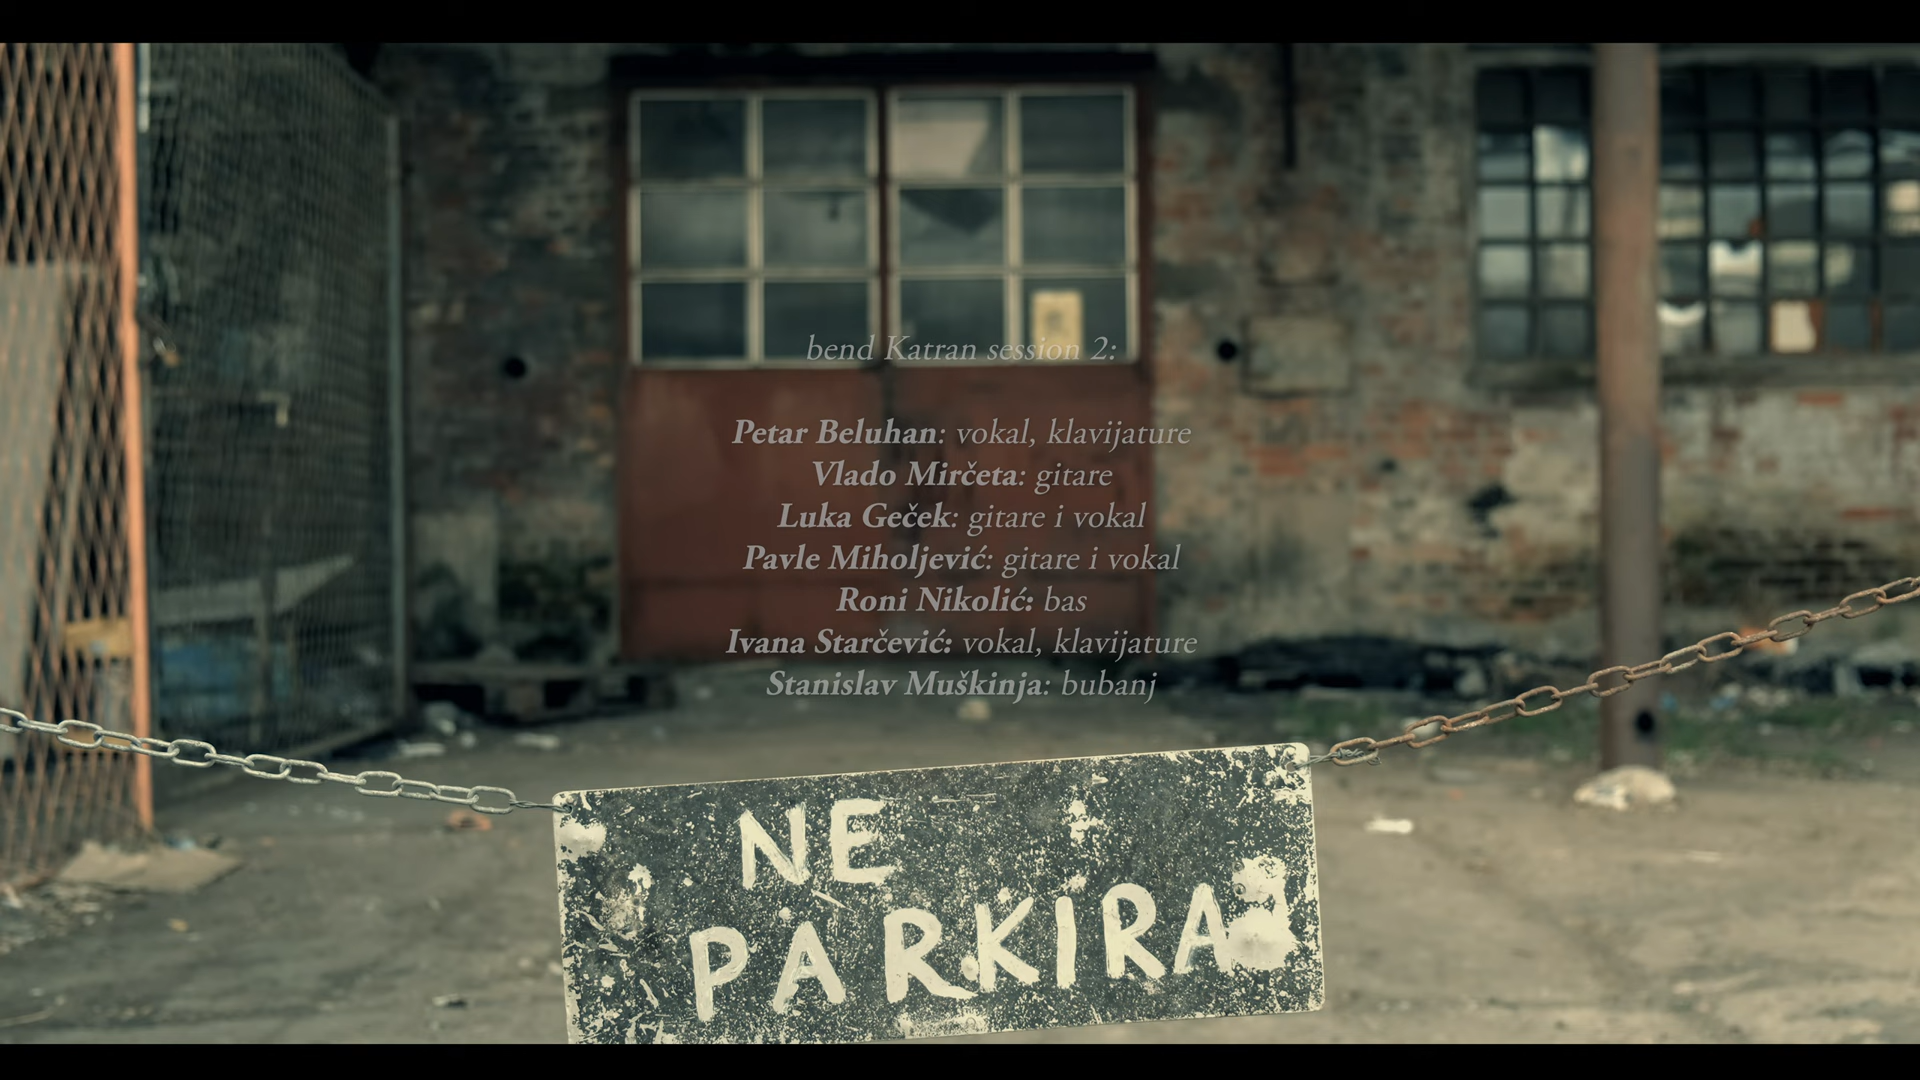 bend Katran session 2:
Petar Beluhan: vokal, klavijature
Vlado Mirčeta: gitare
Luka Geček: gitare i vokal
Pavle Miholjević: gitare i vokal
Roni Nikolić: bas
Ivana Starčević: vokal, klavijature
Stanislav Muškinja: bubanj
NE
PARKIRA